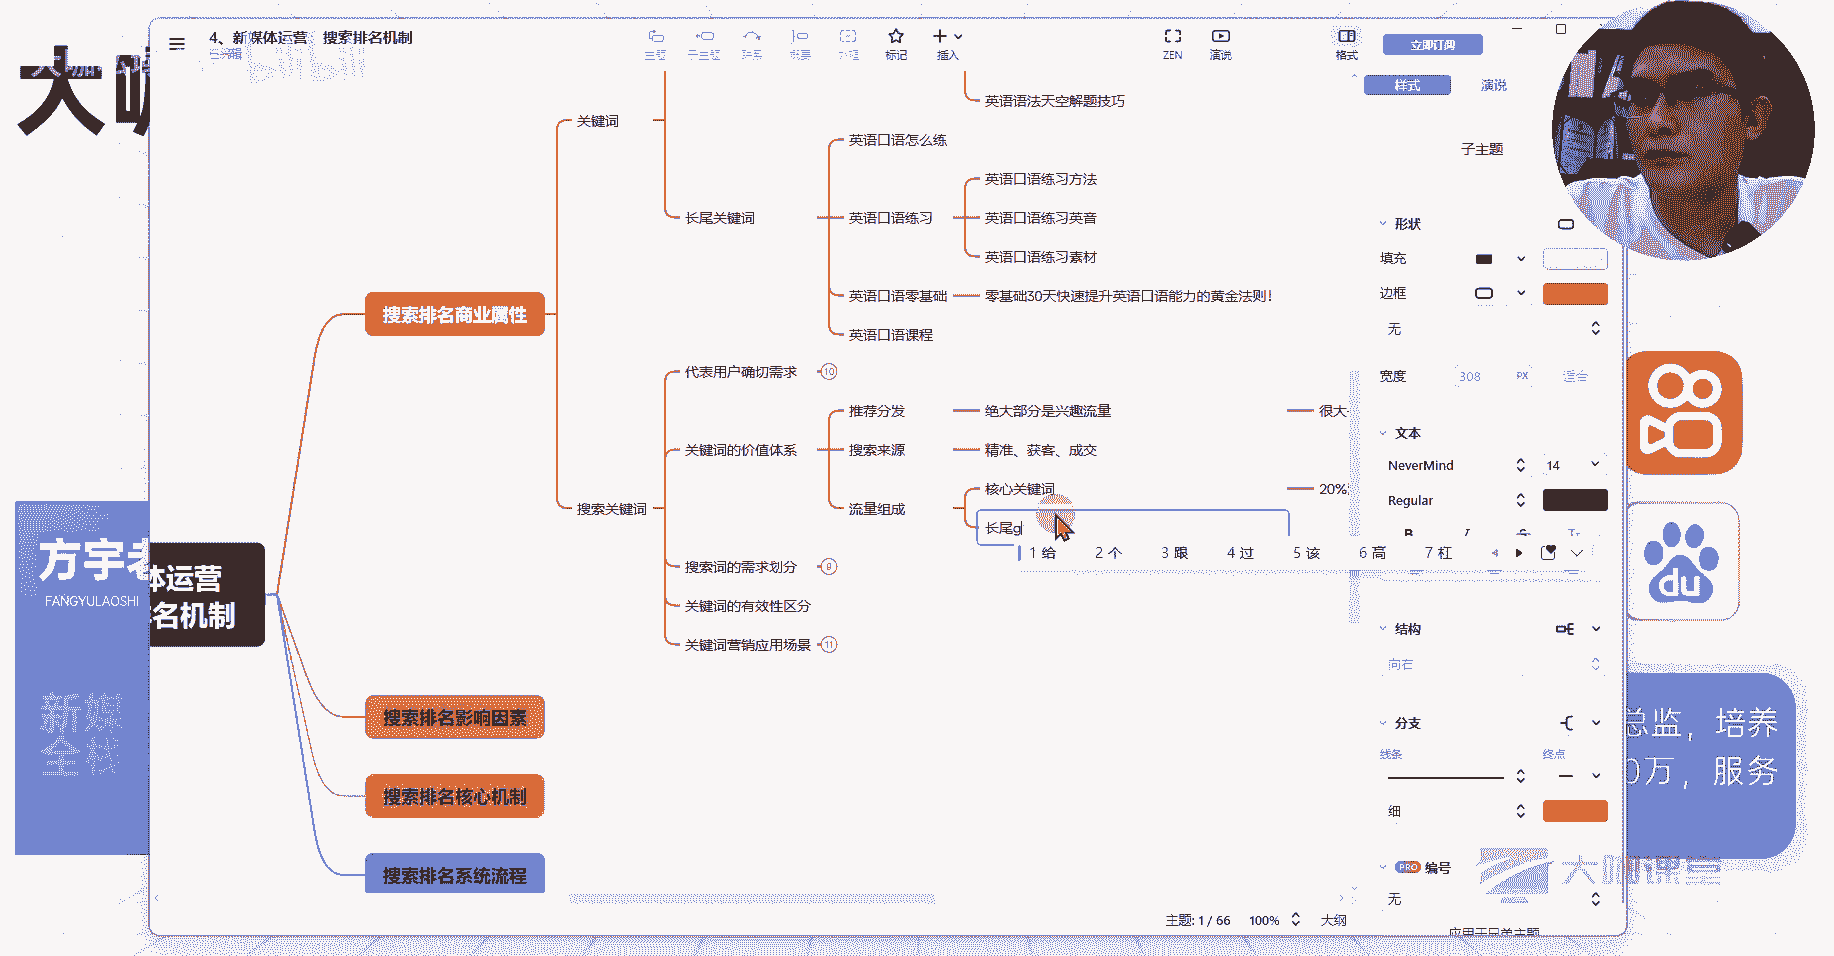 4、新媒体运营 搜索排名机制
已编辑
主题
子主题
联系
概要
外框
标记
插入
ZEN
演说
格式
立即订阅
样式
演说
子主题
形状
填充
边框
无
宽度
308
PX
适合
文本
NeverMind
14
Regular
结构
向右
分支
线条
终点
细
PRO 编号
无
应用于兄弟主题
英语语法天空解题技巧
关键词
英语口语怎么练
英语口语练习方法
长尾关键词
英语口语练习
英语口语练习英音
英语口语练习素材
英语口语零基础
零基础30天快速提升英语口语能力的黄金法则！
英语口语课程
搜索排名商业属性
代表用户确切需求
10
推荐分发
绝大部分是兴趣流量
很大
关键词的价值体系
搜索来源
精准、获客、成交
核心关键词
20%
搜索关键词
流量组成
长尾g
1 给 2 个 3 跟 4 过 5 该 6 高 7 杠
搜索词的需求划分
9
关键词的有效性区分
关键词营销应用场景
11
体运营
名机制
搜索排名影响因素
搜索排名核心机制
搜索排名系统流程
主题: 1 / 66
100%
大纲
方宇老
FANGYULAOSHI
新媒
全栈
du
总监，培养
0万，服务
大咖课堂